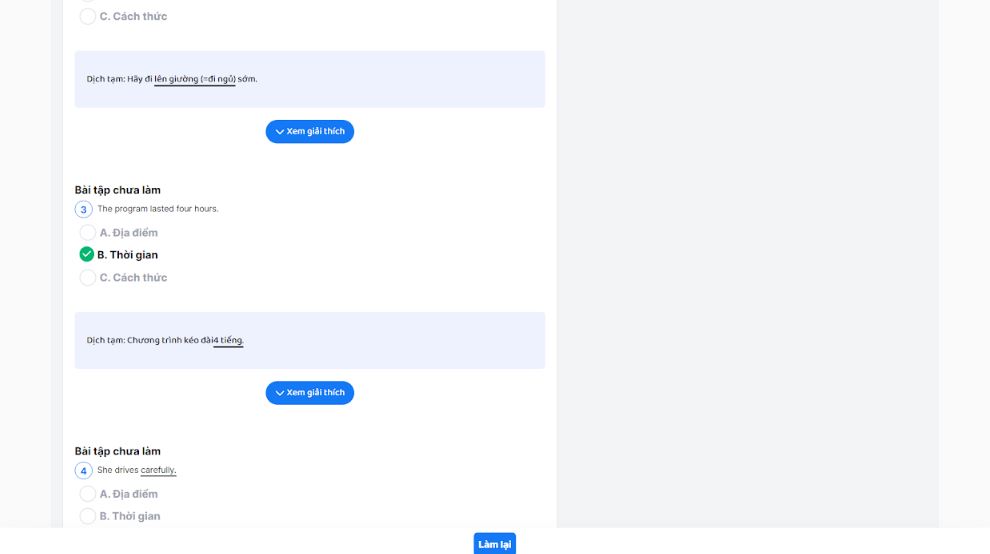 C. Cách thức
Dịch tạm: Hãy đi lên giường (=đi ngủ) sớm.
Xem giải thích
Bài tập chưa làm
3 The program lasted four hours.
A. Địa điểm
B. Thời gian
C. Cách thức
Dịch tạm: Chương trình kéo dài4 tiếng.
Xem giải thích
Bài tập chưa làm
4 She drives carefully.
A. Địa điểm
B. Thời gian
Làm lại